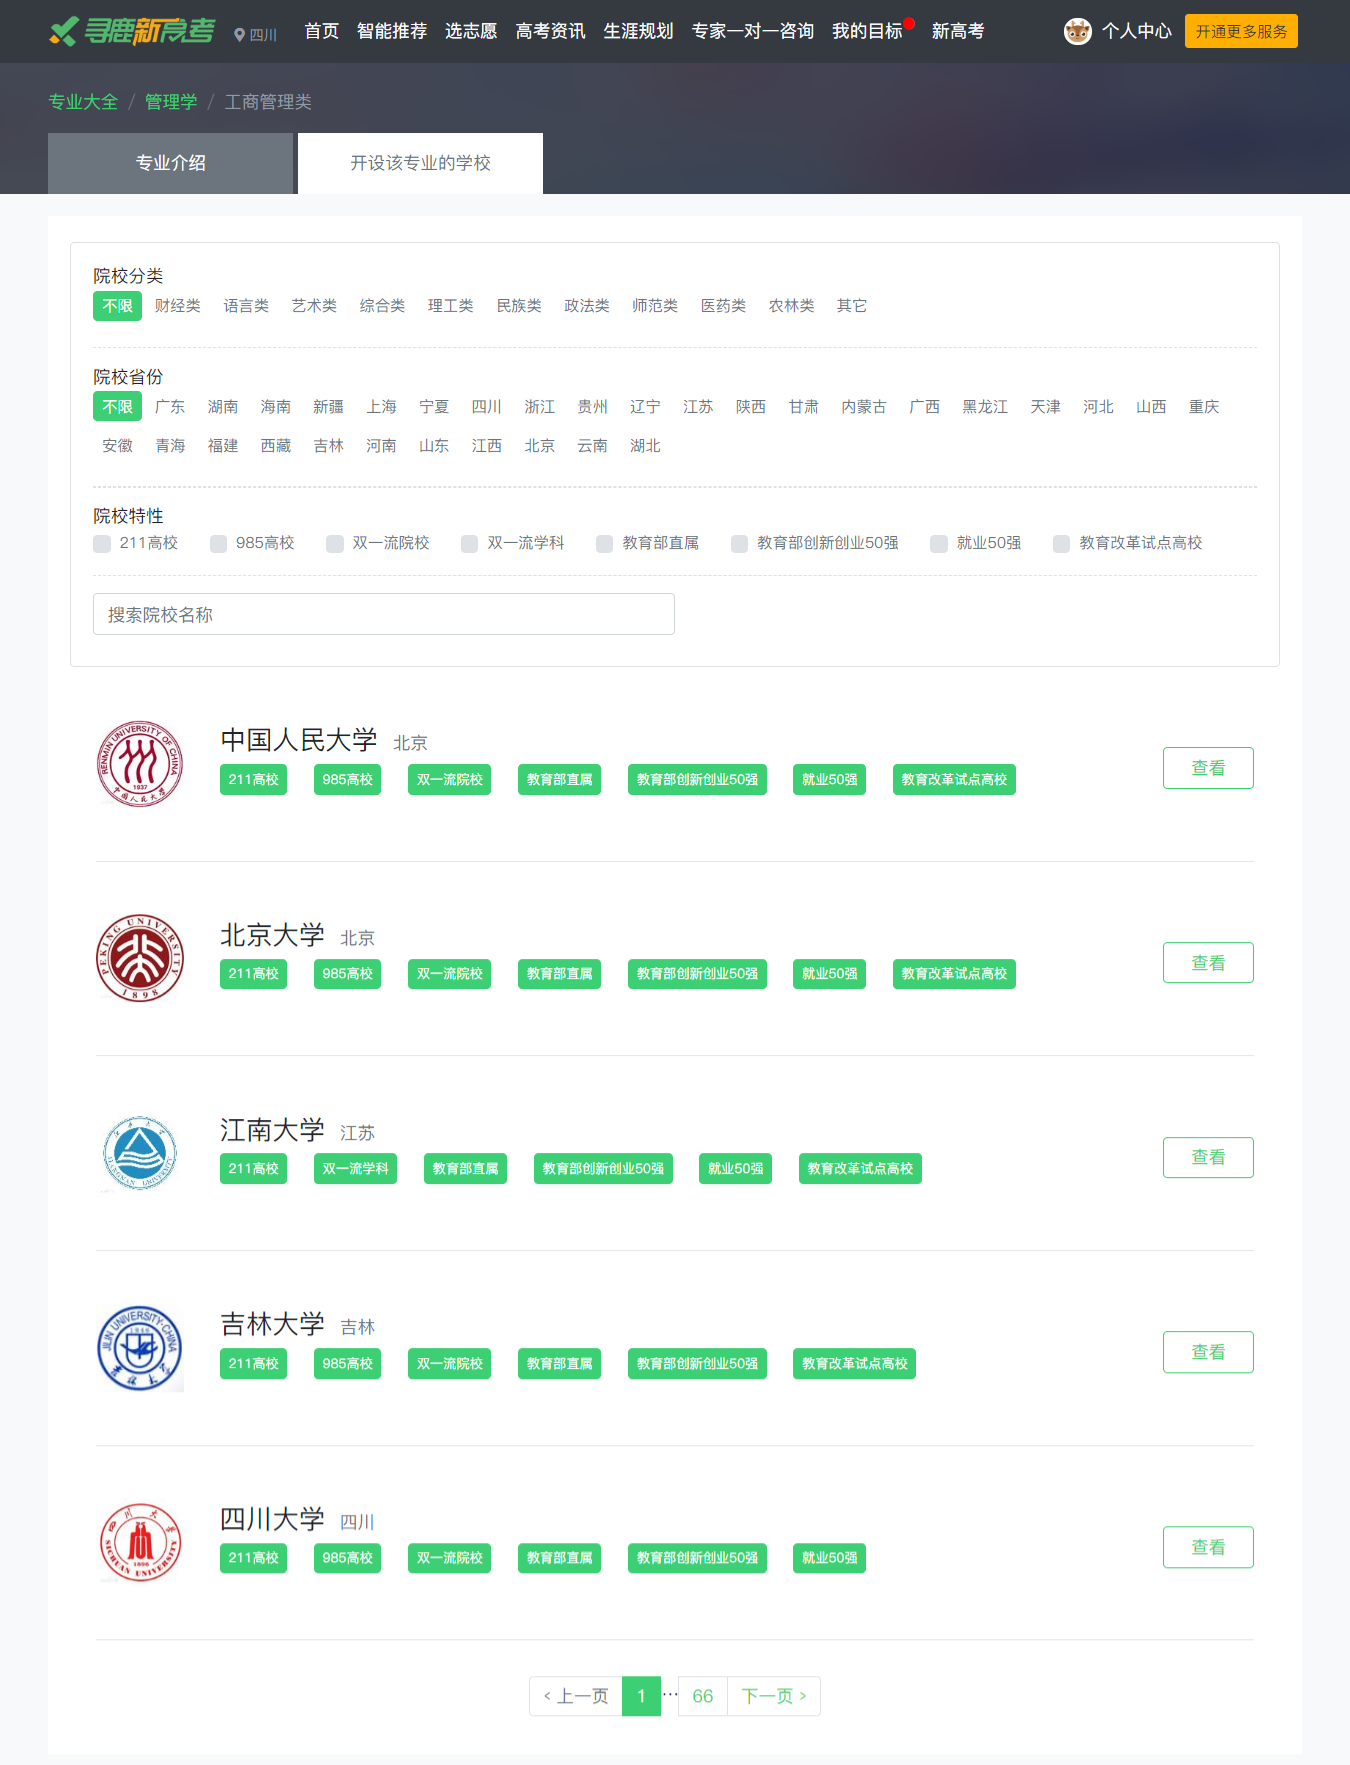 寻鹿新高考 四川 首页 智能推荐 选志愿 高考资讯 生涯规划 专家一对一咨询 我的目标 新高考 个人中心 开通更多服务
专业大全 / 管理学 / 工商管理类
专业介绍 开设该专业的学校
院校分类
不限 财经类 语言类 艺术类 综合类 理工类 民族类 政法类 师范类 医药类 农林类 其它
院校省份
不限 广东 湖南 海南 新疆 上海 宁夏 四川 浙江 贵州 辽宁 江苏 陕西 甘肃 内蒙古 广西 黑龙江 天津 河北 山西 重庆
安徽 青海 福建 西藏 吉林 河南 山东 江西 北京 云南 湖北
院校特性
211高校 985高校 双一流院校 双一流学科 教育部直属 教育部创新创业50强 就业50强 教育改革试点高校
搜索院校名称
RENMIN UNIVERSITY OF CHINA
1937
中国人民大学
中国人民大学 北京
211高校 985高校 双一流院校 教育部直属 教育部创新创业50强 就业50强 教育改革试点高校
查看
PEKING UNIVERSITY
1898
北京大学 北京
211高校 985高校 双一流院校 教育部直属 教育部创新创业50强 就业50强 教育改革试点高校
查看
江南大学
JIANGNAN UNIVERSITY
江南大学 江苏
211高校 双一流学科 教育部直属 教育部创新创业50强 就业50强 教育改革试点高校
查看
JILIN UNIVERSITY·CHINA
吉林大学 吉林
211高校 985高校 双一流院校 教育部直属 教育部创新创业50强 教育改革试点高校
查看
四川大学
1896
SICHUAN UNIVERSITY
四川大学 四川
211高校 985高校 双一流院校 教育部直属 教育部创新创业50强 就业50强
查看
‹ 上一页 1 … 66 下一页 ›